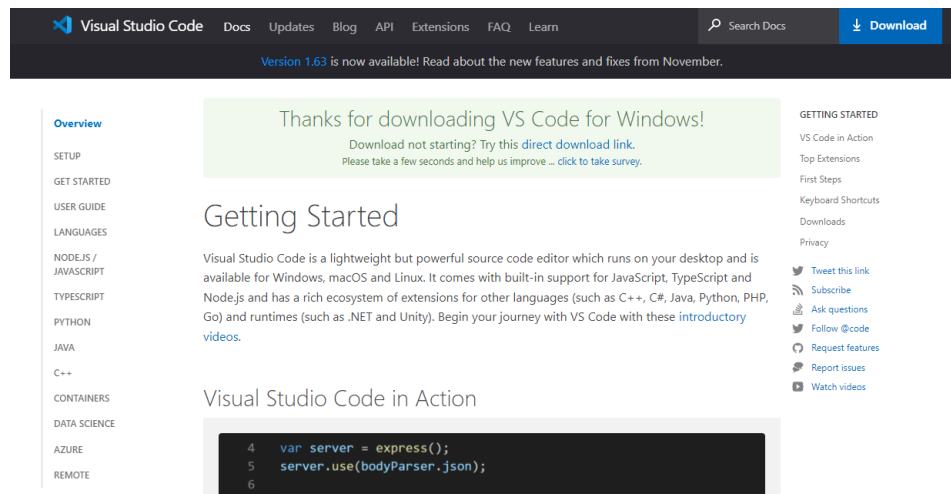 Visual Studio Code Docs Updates Blog API Extensions FAQ Learn Search Docs Download
Version 1.63 is now available! Read about the new features and fixes from November.
Overview
SETUP
GET STARTED
USER GUIDE
LANGUAGES
NODE.JS /
JAVASCRIPT
TYPESCRIPT
PYTHON
JAVA
C++
CONTAINERS
DATA SCIENCE
AZURE
REMOTE
Thanks for downloading VS Code for Windows!
Download not starting? Try this direct download link.
Please take a few seconds and help us improve ... click to take survey.
Getting Started
Visual Studio Code is a lightweight but powerful source code editor which runs on your desktop and is
available for Windows, macOS and Linux. It comes with built-in support for JavaScript, TypeScript and
Node.js and has a rich ecosystem of extensions for other languages (such as C++, C#, Java, Python, PHP,
Go) and runtimes (such as .NET and Unity). Begin your journey with VS Code with these introductory
videos.
Visual Studio Code in Action
4 var server = express();
5 server.use(bodyParser.json);
6
GETTING STARTED
VS Code in Action
Top Extensions
First Steps
Keyboard Shortcuts
Downloads
Privacy
Tweet this link
Subscribe
Ask questions
Follow @code
Request features
Report issues
Watch videos